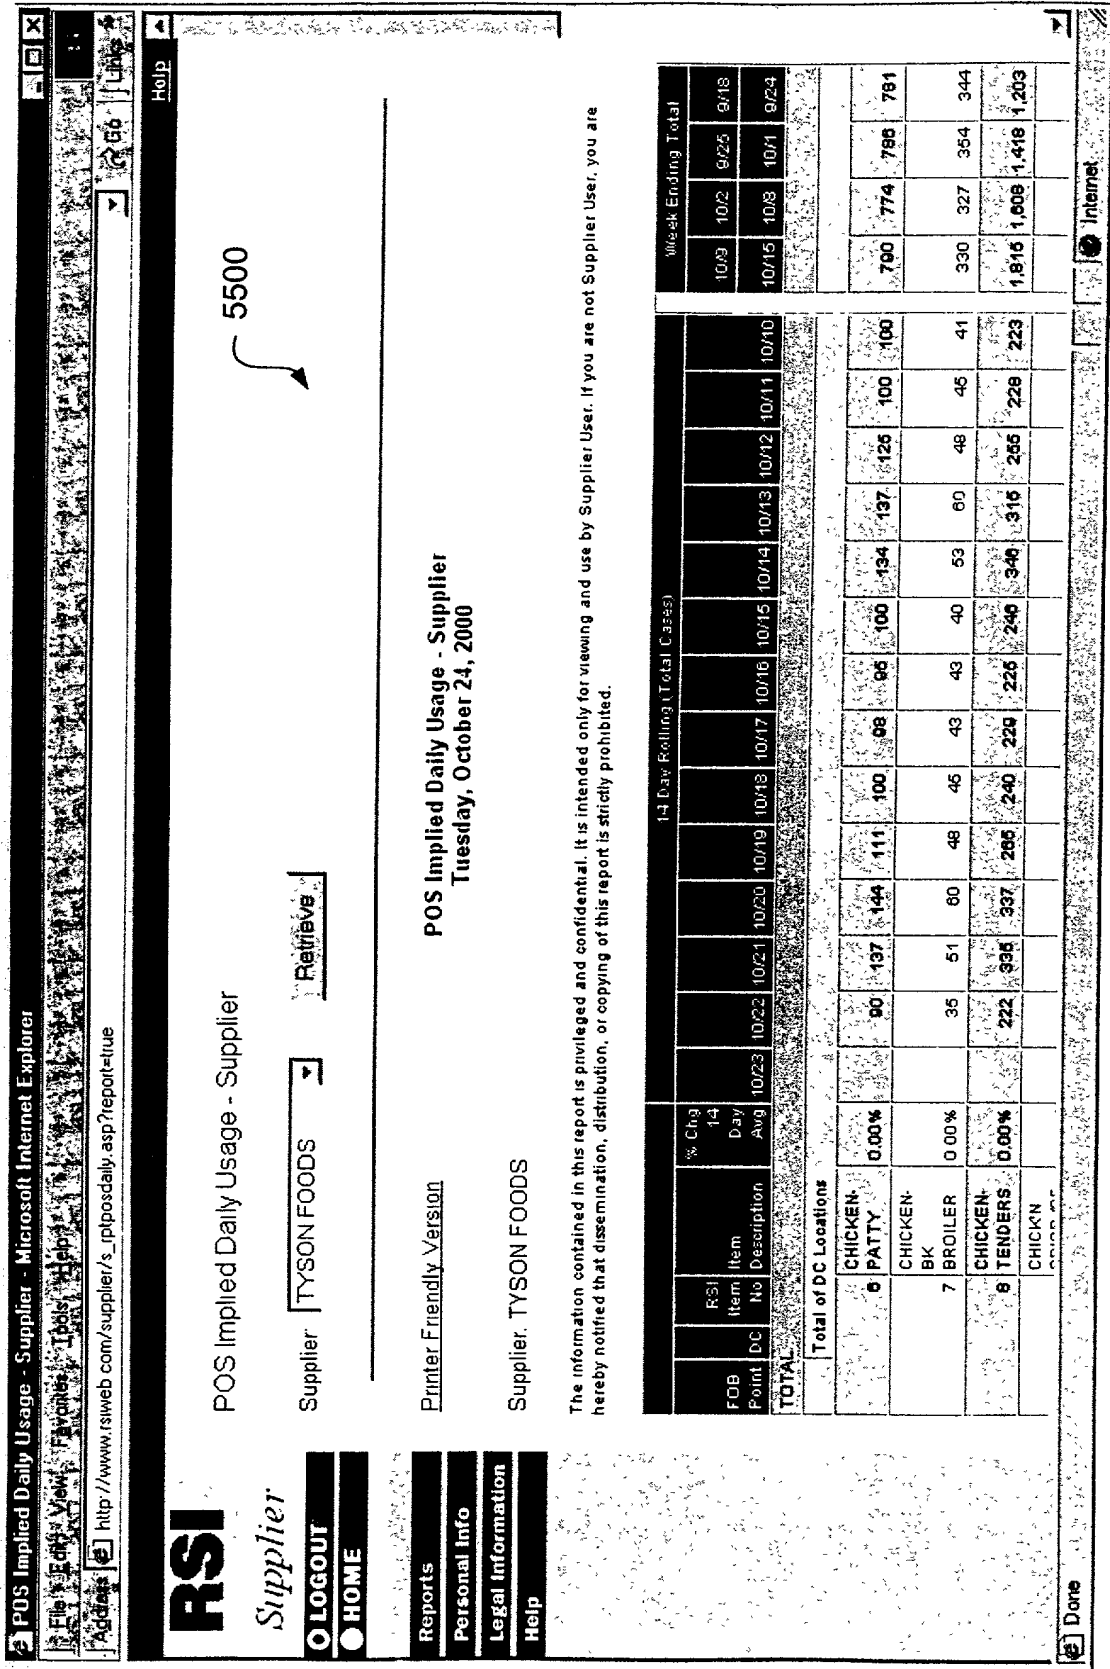 POS Implied Daily Usage - Supplier - Microsoft Internet Explorer
File Edit View Favorites Tools Help
Address http://www.rsiweb.com/supplier/s_rptposdaily.asp?report=true Go Links
Help
RSI
Supplier
LOGOUT
HOME
Reports
Personal Info
Legal Information
Help
POS Implied Daily Usage - Supplier
Supplier TYSON FOODS Retrieve
5500
Printer Friendly Version
POS Implied Daily Usage - Supplier
Tuesday, October 24, 2000
Supplier. TYSON FOODS
The information contained in this report is privileged and confidential. It is intended only for viewing and use by Supplier User. If you are not Supplier User, you are
hereby notified that dissemination, distribution, or copying of this report is strictly prohibited.
14 Day Rolling (Total Cases) Week Ending Total
FOB Point DC RSI Item No Item Description % Chg 14 Day Avg 10/23 10/22 10/21 10/20 10/19 10/18 10/17 10/16 10/15 10/14 10/13 10/12 10/11 10/10 10/9 10/15 10/2 10/8 9/25 10/1 9/18 9/24
TOTAL
Total of DC Locations
6 CHICKEN-PATTY 0.00% 90 137 144 111 100 98 95 100 134 137 125 100 100 790 774 786 781
7 CHICKEN-BK BROILER 0 00% 35 51 60 48 45 43 43 40 53 60 48 45 41 330 327 354 344
8 CHICKEN-TENDERS 0.00% 222 335 337 265 240 229 225 246 346 315 255 228 223 1,815 1,608 1,418 1,203
CHICK'N
Done Internet